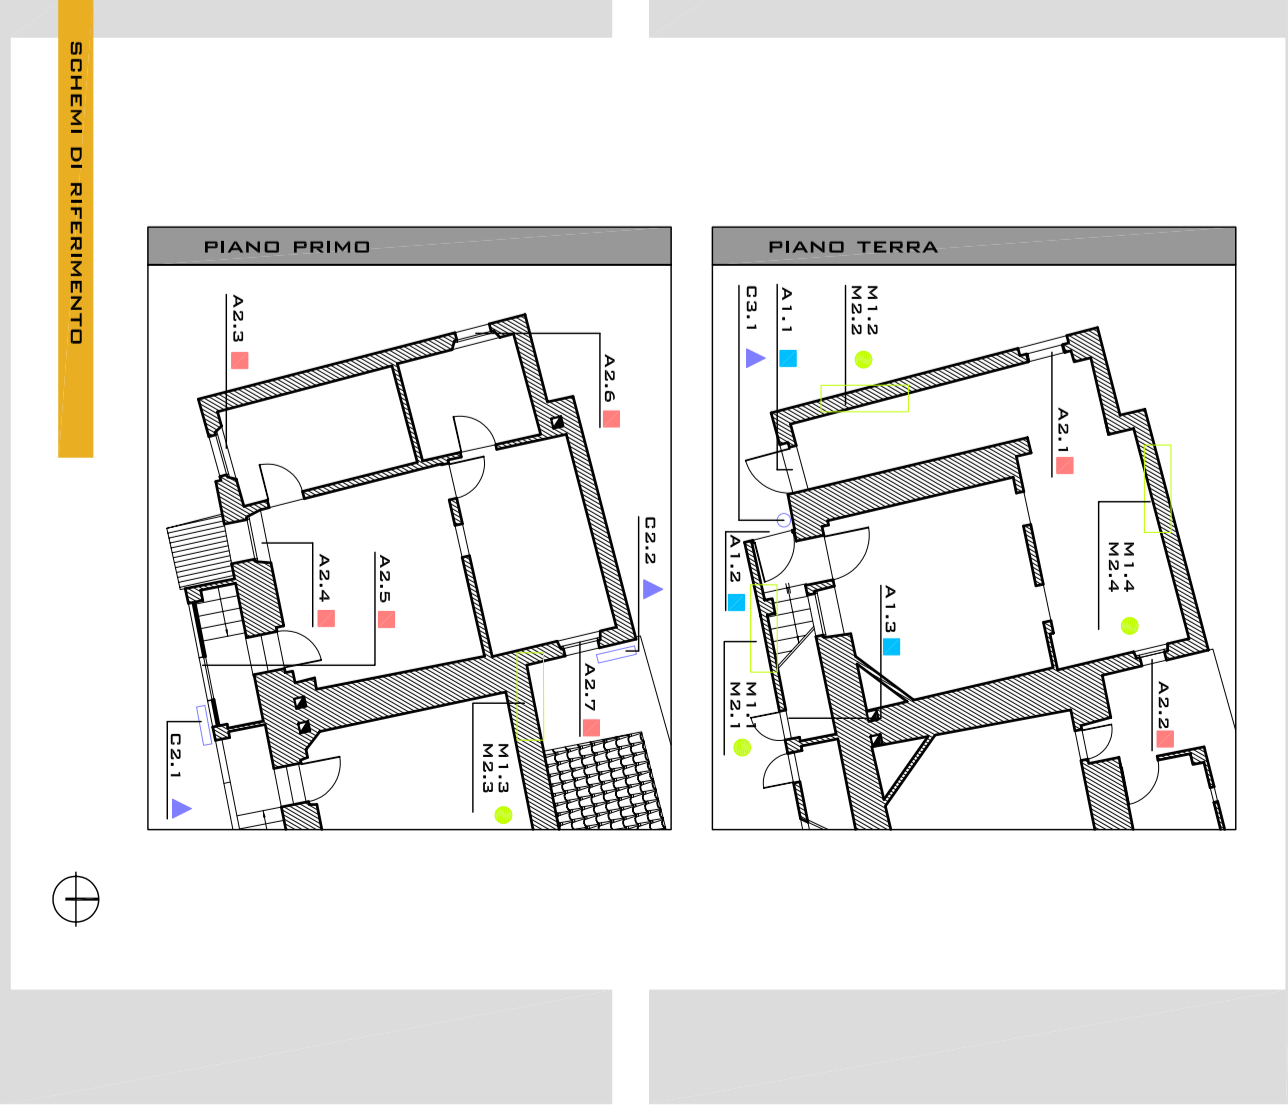 SCHEMI DI RIFERIMENTO
PIANO PRIMO
A2.3
A2.6
C2.2
A2.4
A2.5
A2.7
C2.1
M1.3
M2.3
PIANO TERRA
C3.1
A1.1
M1.2
M2.2
A2.1
A1.2
A1.3
M1.4
M2.4
M1.1
M2.1
A2.2